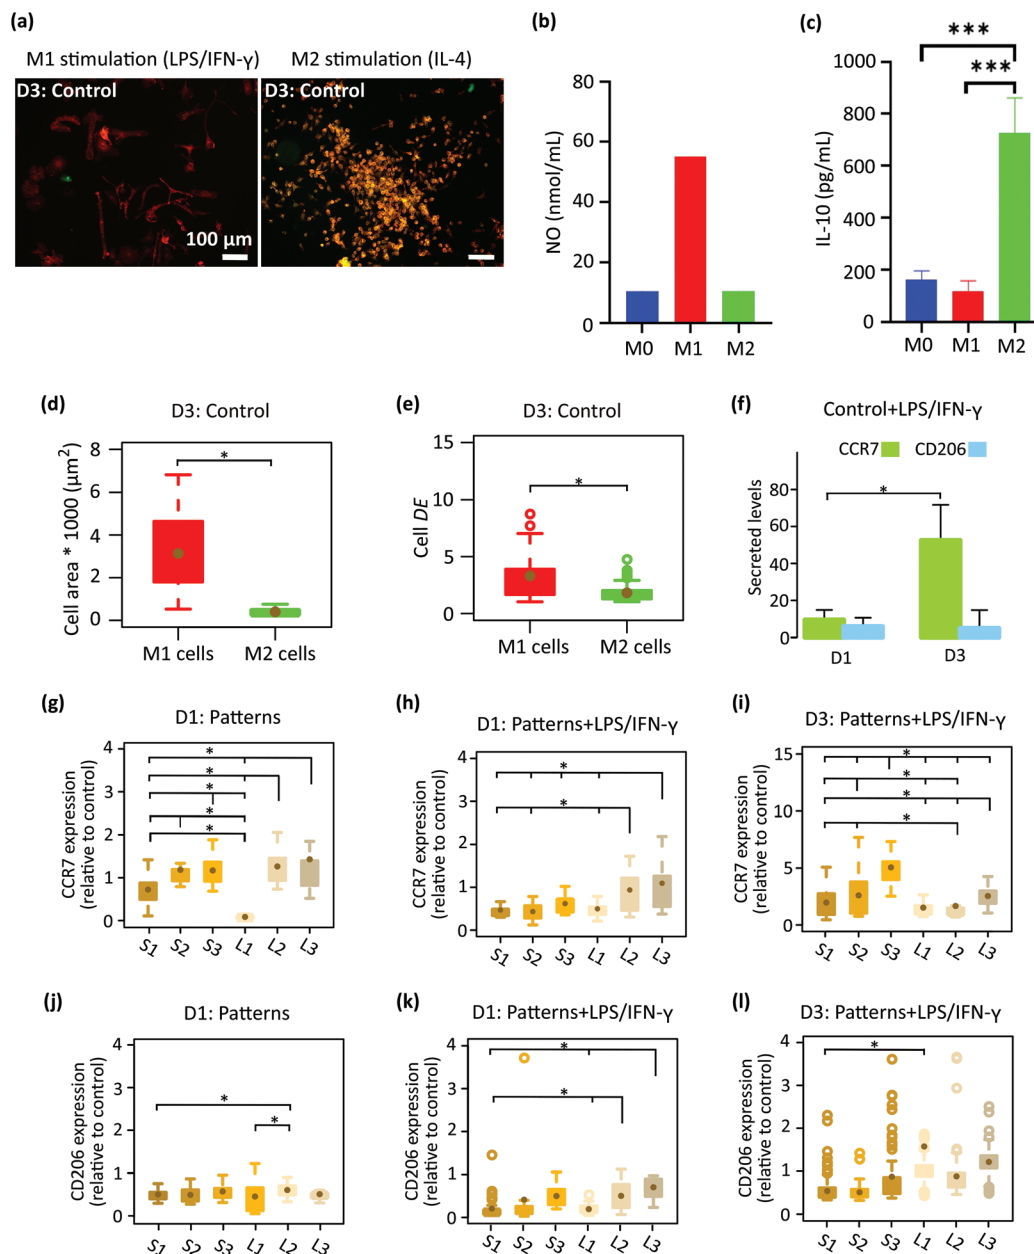 (a)
M1 stimulation (LPS/IFN-γ)
M2 stimulation (IL-4)
D3: Control
D3: Control
100 µm
(b)
NO (nmol/mL)
80
60
40
20
0
M0
M1
M2
(c)
IL-10 (pg/mL)
1000
800
600
400
200
0
***
***
M0
M1
M2
(d)
D3: Control
Cell area * 1000 (µm²)
8
6
4
2
0
*
M1 cells
M2 cells
(e)
D3: Control
Cell DE
15
10
5
0
*
M1 cells
M2 cells
(f)
Control+LPS/IFN-γ
CCR7
CD206
Secreted levels
80
60
40
20
0
*
D1
D3
(g)
D1: Patterns
CCR7 expression
(relative to control)
4
3
2
1
0
*
*
*
*
*
S1
S2
S3
L1
L2
L3
(h)
D1: Patterns+LPS/IFN-γ
CCR7 expression
(relative to control)
4
3
2
1
0
*
*
S1
S2
S3
L1
L2
L3
(i)
D3: Patterns+LPS/IFN-γ
CCR7 expression
(relative to control)
15
10
5
0
*
*
*
*
S1
S2
S3
L1
L2
L3
(j)
D1: Patterns
CD206 expression
(relative to control)
4
3
2
1
0
*
*
S1
S2
S3
L1
L2
L3
(k)
D1: Patterns+LPS/IFN-γ
CD206 expression
(relative to control)
4
3
2
1
0
*
*
S1
S2
S3
L1
L2
L3
(l)
D3: Patterns+LPS/IFN-γ
CD206 expression
(relative to control)
4
3
2
1
0
*
S1
S2
S3
L1
L2
L3